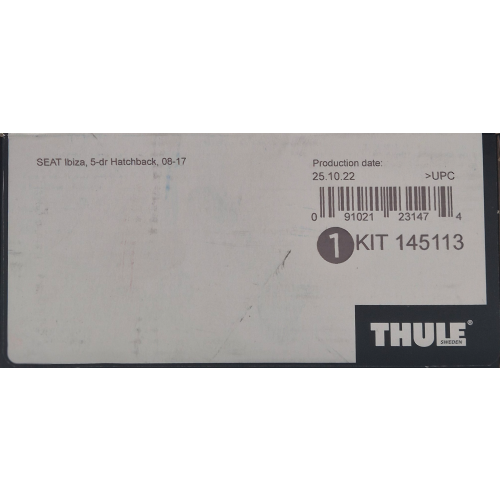 SEAT Ibiza, 5-dr Hatchback, 08-17
Production date:
25.10.22 >UPC
0 91021 23147 4
1 KIT 145113
THULE®
SWEDEN